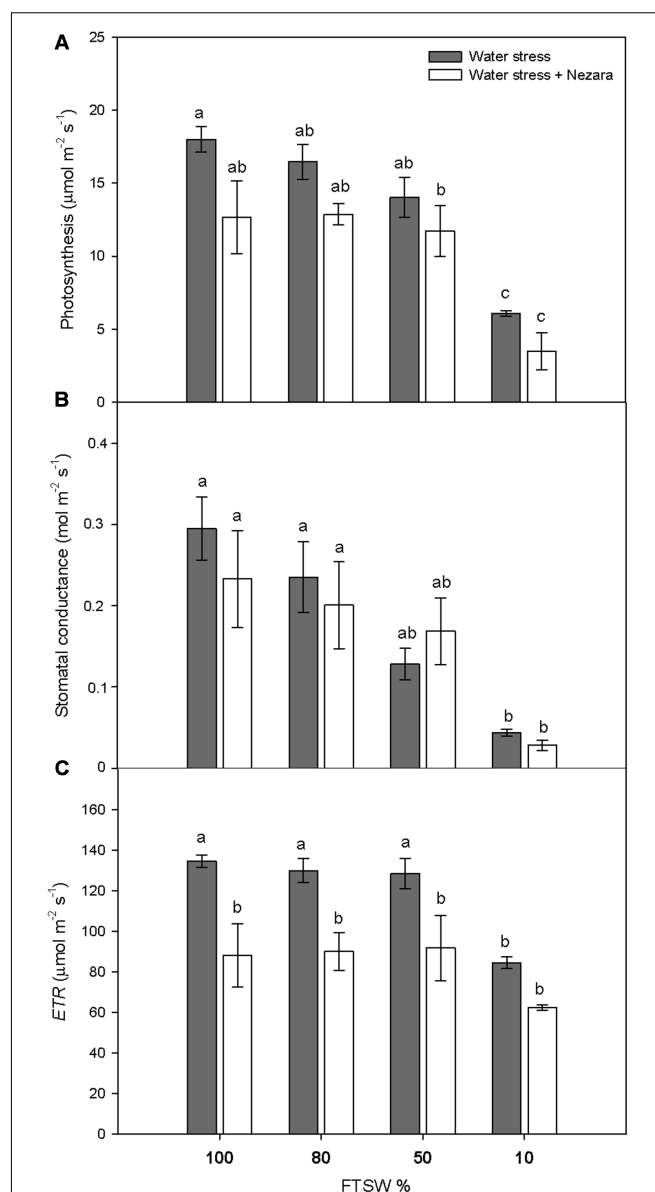 A
25
Water stress
Water stress + Nezara
20
a
ab
ab
ab
ab
b
15
10
c
c
5
0
Photosynthesis (μmol m⁻² s⁻¹)
B
0.4
a
a
a
a
0.3
ab
ab
0.2
0.1
b
b
0
Stomatal conductance (mol m⁻² s⁻¹)
C
160
a
a
a
140
b
b
b
120
100
b
80
b
60
40
20
0
ETR (μmol m⁻² s⁻¹)
100 80 50 10
FTSW %